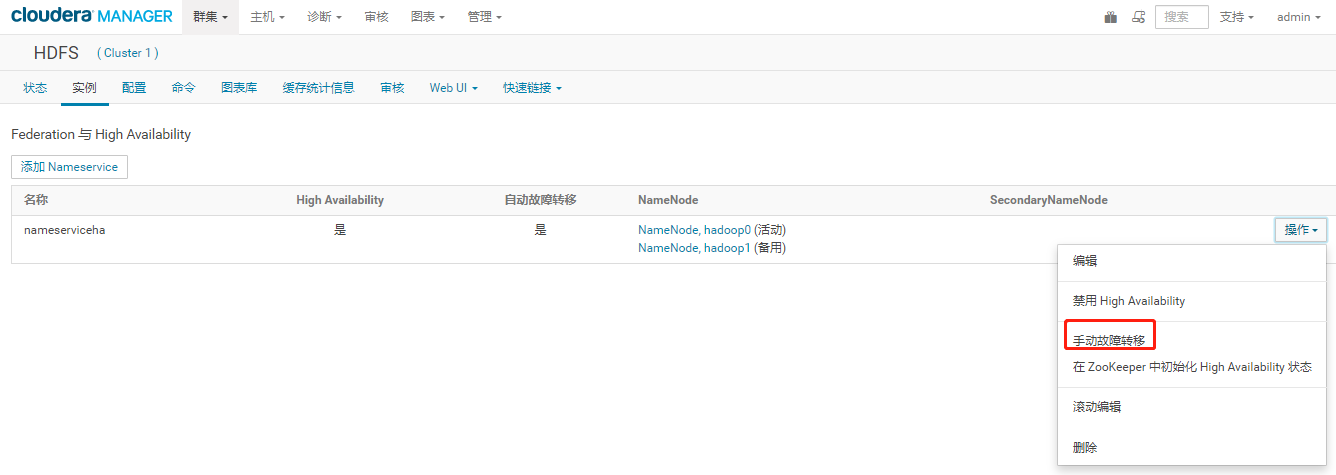 cloudera MANAGER 群集 主机 诊断 审核 图表 管理 搜索 支持 admin
HDFS ( Cluster 1 )
状态 实例 配置 命令 图表库 缓存统计信息 审核 Web UI 快速链接
Federation 与 High Availability
添加 Nameservice
名称 High Availability 自动故障转移 NameNode SecondaryNameNode
nameserviceha 是 是 NameNode, hadoop0 (活动) 操作
NameNode, hadoop1 (备用)
编辑
禁用 High Availability
手动故障转移
在 ZooKeeper 中初始化 High Availability 状态
滚动编辑
删除